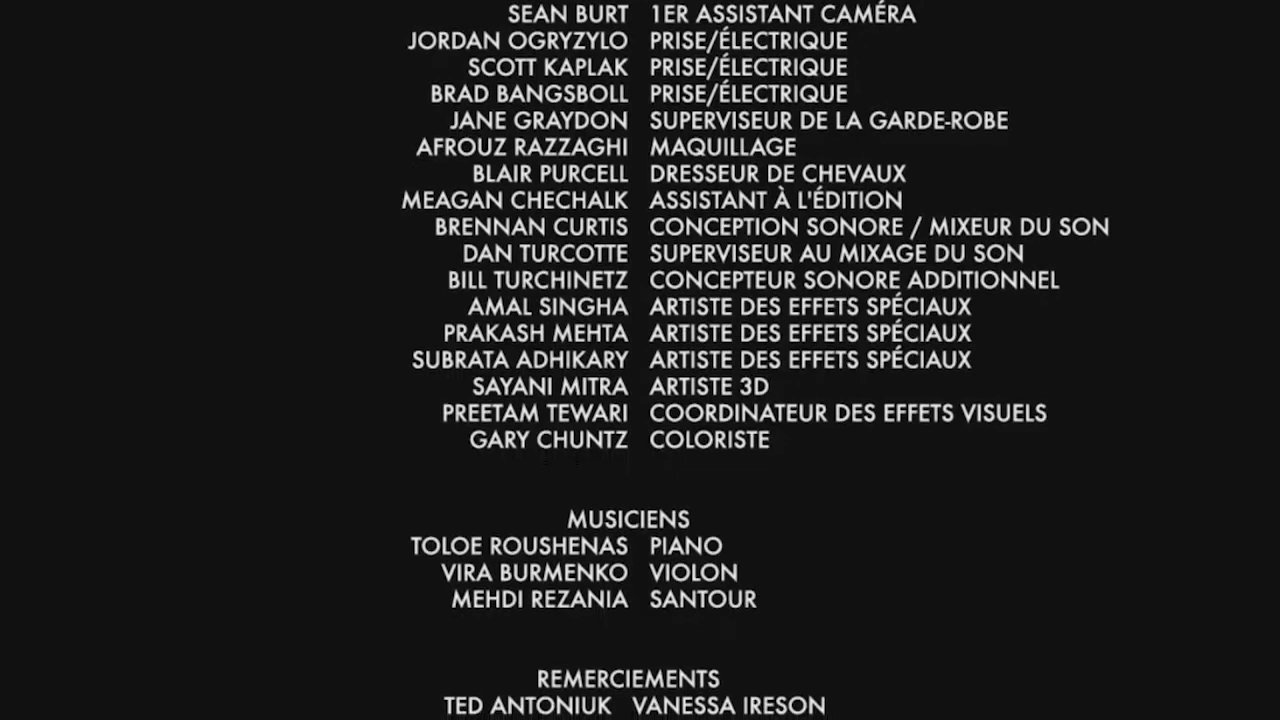 SEAN BURT 1ER ASSISTANT CAMÉRA
JORDAN OGRYZYLO PRISE/ÉLECTRIQUE
SCOTT KAPLAK PRISE/ÉLECTRIQUE
BRAD BANGSBOLL PRISE/ÉLECTRIQUE
JANE GRAYDON SUPERVISEUR DE LA GARDE-ROBE
AFROUZ RAZZAGHI MAQUILLAGE
BLAIR PURCELL DRESSEUR DE CHEVAUX
MEAGAN CHECHALK ASSISTANT À L'ÉDITION
BRENNAN CURTIS CONCEPTION SONORE / MIXEUR DU SON
DAN TURCOTTE SUPERVISEUR AU MIXAGE DU SON
BILL TURCHINETZ CONCEPTEUR SONORE ADDITIONNEL
AMAL SINGHA ARTISTE DES EFFETS SPÉCIAUX
PRAKASH MEHTA ARTISTE DES EFFETS SPÉCIAUX
SUBRATA ADHIKARY ARTISTE DES EFFETS SPÉCIAUX
SAYANI MITRA ARTISTE 3D
PREETAM TEWARI COORDINATEUR DES EFFETS VISUELS
GARY CHUNTZ COLORISTE
MUSICIENS
TOLOE ROUSHENAS PIANO
VIRA BURMENKO VIOLON
MEHDI REZANIA SANTOUR
REMERCIEMENTS
TED ANTONIUK VANESSA IRESON